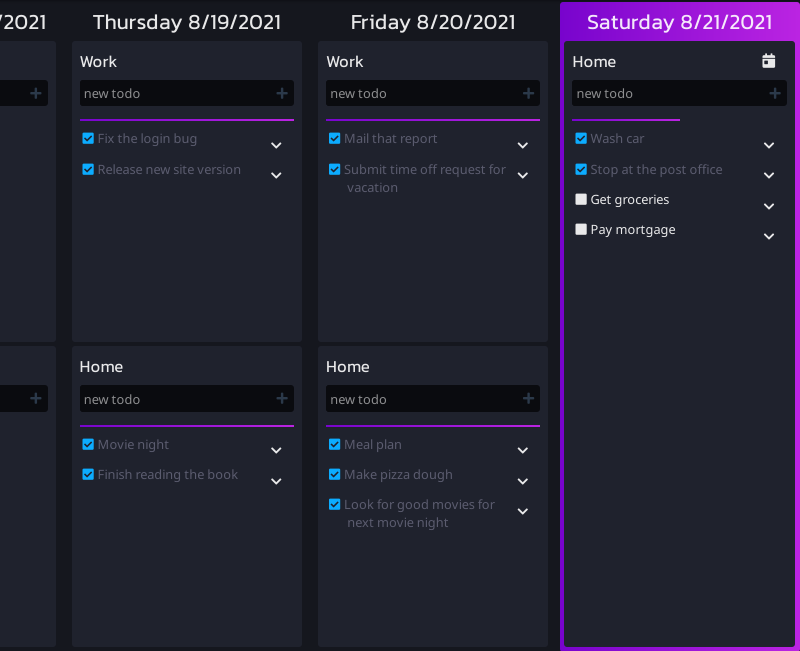 /2021
Thursday 8/19/2021
Work
new todo
Fix the login bug
Release new site version
Home
new todo
Movie night
Finish reading the book
Friday 8/20/2021
Work
new todo
Mail that report
Submit time off request for
vacation
Home
new todo
Meal plan
Make pizza dough
Look for good movies for
next movie night
Saturday 8/21/2021
Home
new todo
Wash car
Stop at the post office
Get groceries
Pay mortgage